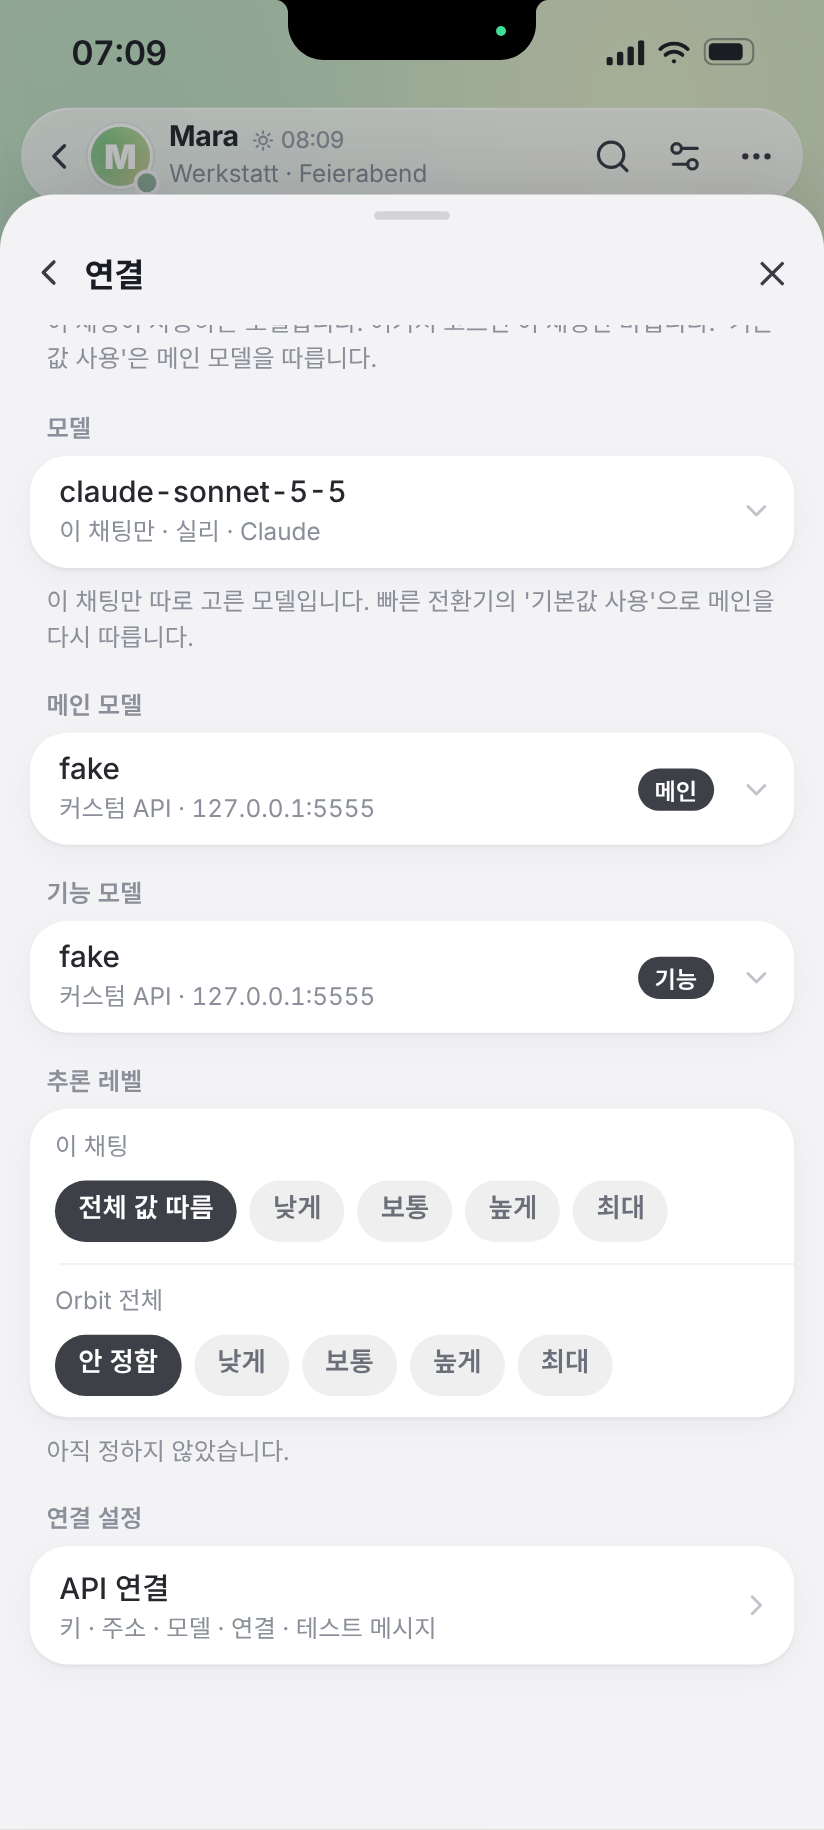 07:09
M
Mara 08:09
Werkstatt · Feierabend
연결
값 사용'은 메인 모델을 따릅니다.
모델
claude-sonnet-5-5
이 채팅만 · 실리 · Claude
이 채팅만 따로 고른 모델입니다. 빠른 전환기의 '기본값 사용'으로 메인을
다시 따릅니다.
메인 모델
fake
커스텀 API · 127.0.0.1:5555
메인
기능 모델
fake
커스텀 API · 127.0.0.1:5555
기능
추론 레벨
이 채팅
전체 값 따름 낮게 보통 높게 최대
Orbit 전체
안 정함 낮게 보통 높게 최대
아직 정하지 않았습니다.
연결 설정
API 연결
키 · 주소 · 모델 · 연결 · 테스트 메시지